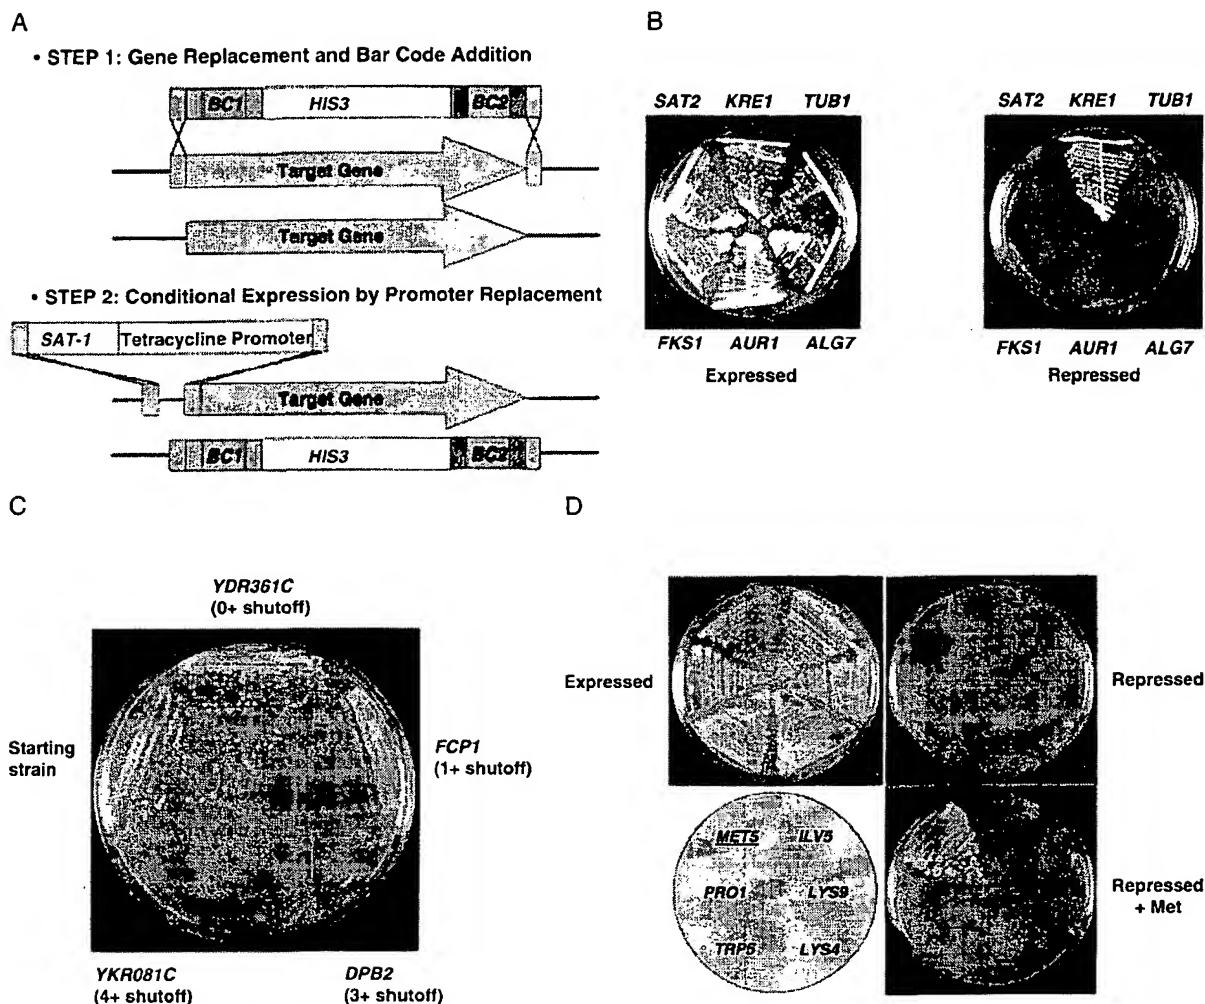 A
• STEP 1: Gene Replacement and Bar Code Addition
BC1 HIS3 BC2
Target Gene
Target Gene
• STEP 2: Conditional Expression by Promoter Replacement
SAT-1 Tetracycline Promoter
Target Gene
BC1 HIS3 BC2
B
SAT2 KRE1 TUB1
FKS1 AUR1 ALG7
Expressed
SAT2 KRE1 TUB1
FKS1 AUR1 ALG7
Repressed
C
YDR361C
(0+ shutoff)
Starting
strain
FCP1
(1+ shutoff)
YKR081C
(4+ shutoff)
DPB2
(3+ shutoff)
D
Expressed
Repressed
MET5 ILV5
PRO1 LYS9
TRP5 LYS4
Repressed
+ Met